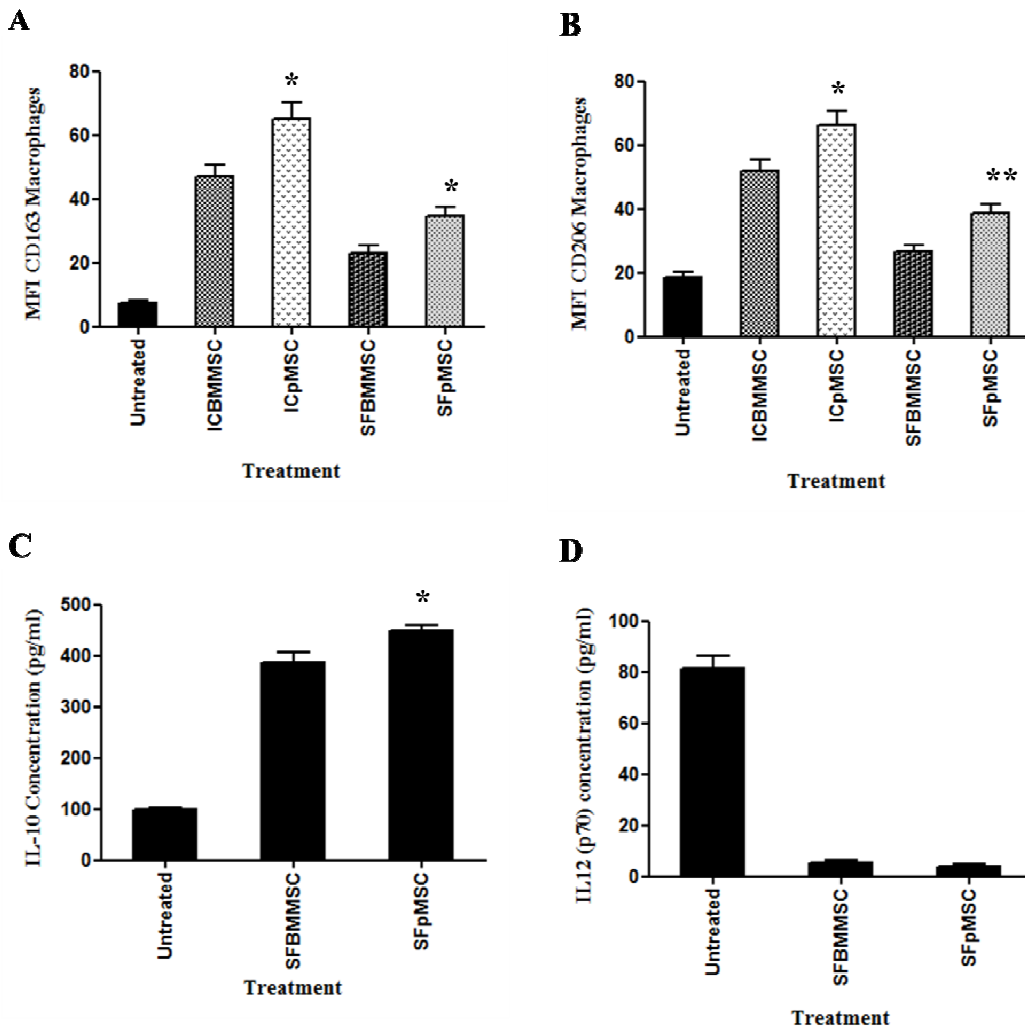 A
MFI CD163 Macrophages
80
60
40
20
0
*
*
Untreated
ICBMMSC
ICpMSC
SFBMMSC
SFpMSC
Treatment
B
MFI CD206 Macrophages
80
60
40
20
0
*
**
Untreated
ICBMMSC
ICpMSC
SFBMMSC
SFpMSC
Treatment
C
IL-10 Concentration (pg/ml)
500
400
300
200
100
0
*
Untreated
SFBMMSC
SFpMSC
Treatment
D
IL12 (p70) concentration (pg/ml)
100
80
60
40
20
0
Untreated
SFBMMSC
SFpMSC
Treatment